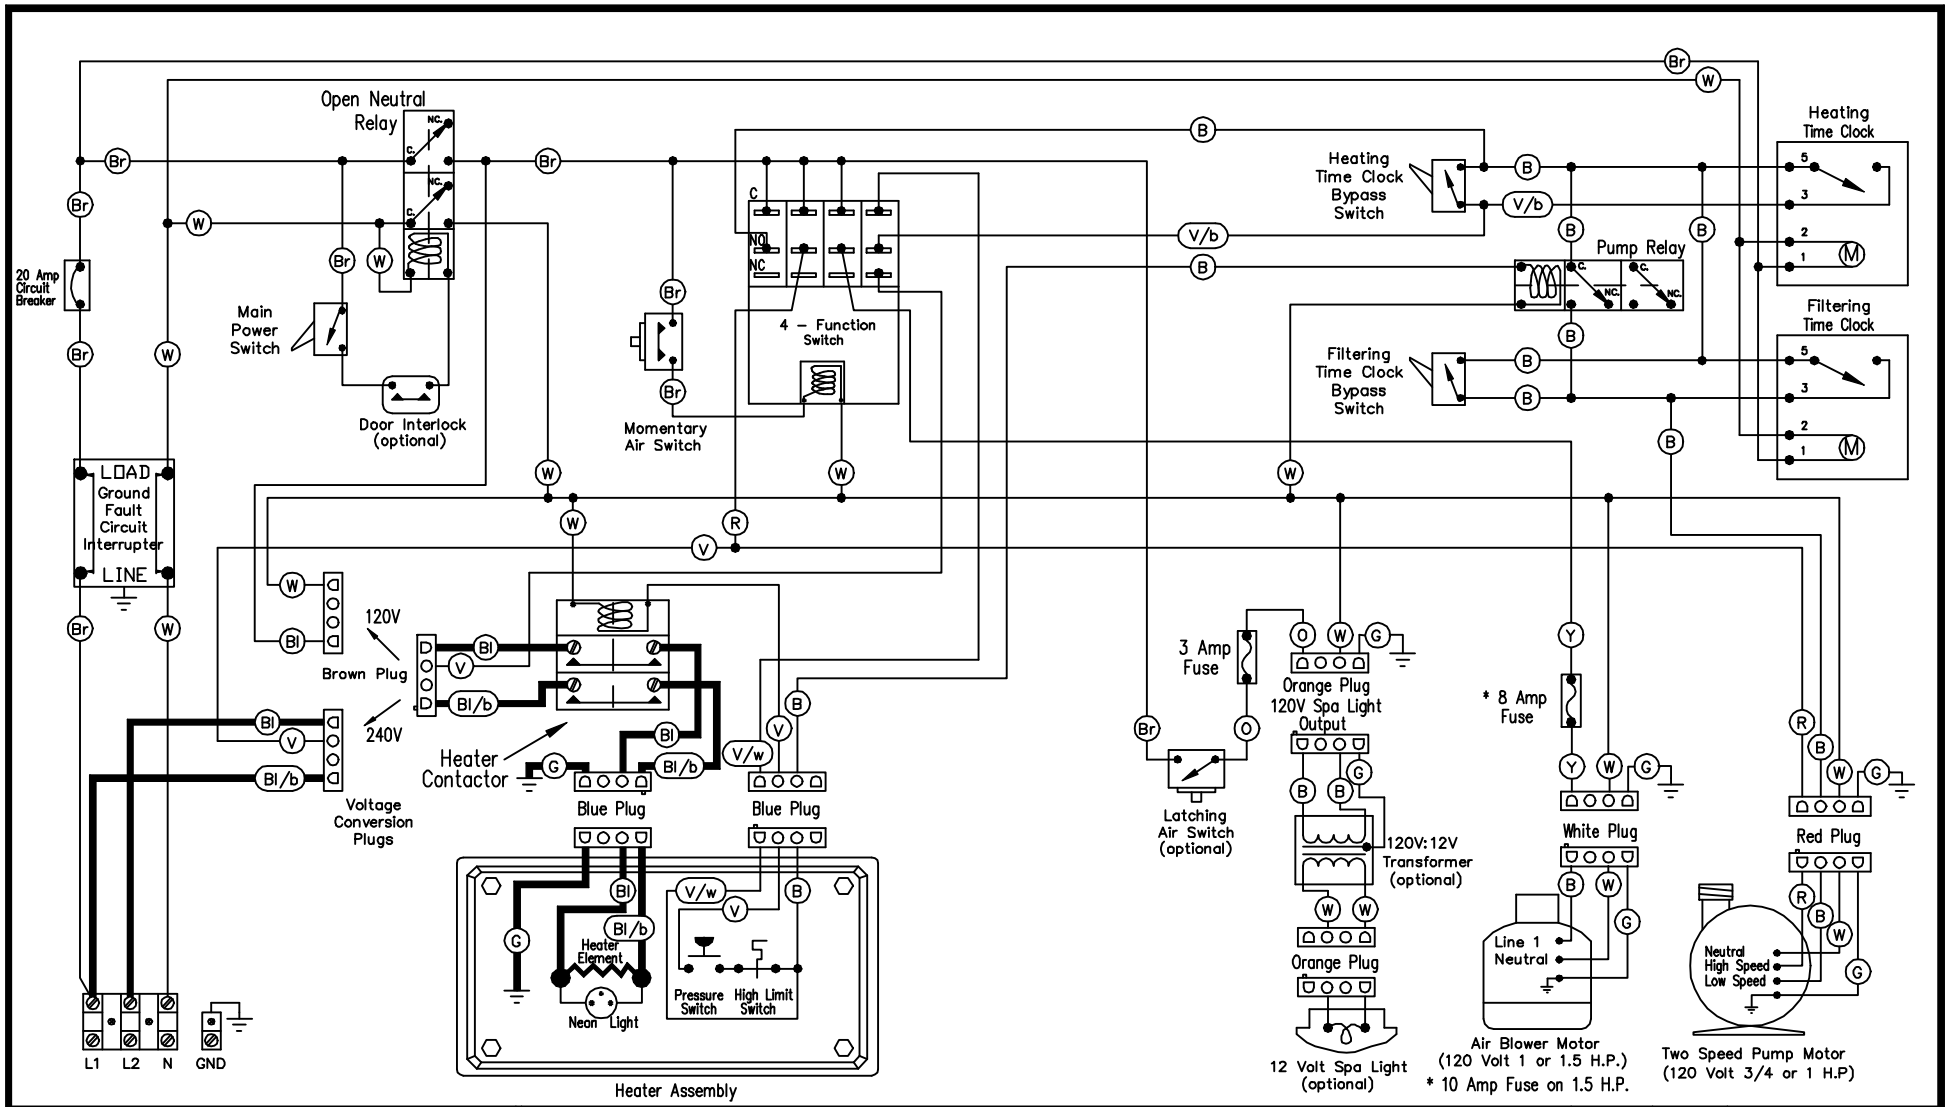 Br
W
Open Neutral
Relay
NC.
C.
NC.
C.
Br
Br
B
Br
W
Br
W
Heating
Time Clock
5
3
2
1
M
Heating
Time Clock
Bypass
Switch
B
V/b
B
B
Pump Relay
C.
NC.
C.
NC.
B
V/b
B
C
NO
NC
4 - Function
Switch
20 Amp
Circuit
Breaker
Main
Power
Switch
Br
W
Door Interlock
(optional)
Br
Br
Momentary
Air Switch
Filtering
Time Clock
5
3
2
1
M
Filtering
Time Clock
Bypass
Switch
B
B
B
W
W
W
W
R
V
LOAD
Ground
Fault
Circuit
Interrupter
LINE
Br
W
W
Bl
120V
Brown Plug
240V
Bl
V
Bl/b
Bl
V
Bl/b
Voltage
Conversion
Plugs
Heater
Contactor
Bl
G
Bl/b
Blue Plug
V/w
V
B
Blue Plug
Br
O
3 Amp
Fuse
Latching
Air Switch
(optional)
O
W
G
Orange Plug
120V Spa Light
Output
B
B
G
120V:12V
Transformer
(optional)
W
W
Orange Plug
12 Volt Spa Light
(optional)
Y
* 8 Amp
Fuse
Y
W
G
White Plug
B
W
G
Line 1
Neutral
Air Blower Motor
(120 Volt 1 or 1.5 H.P.)
* 10 Amp Fuse on 1.5 H.P.
R
B
W
G
Red Plug
R
B
W
G
Neutral
High Speed
Low Speed
Two Speed Pump Motor
(120 Volt 3/4 or 1 H.P)
G
Bl
Bl/b
Heater
Element
Neon Light
V/w
V
B
Pressure
Switch
High Limit
Switch
Heater Assembly
L1
L2
N
GND